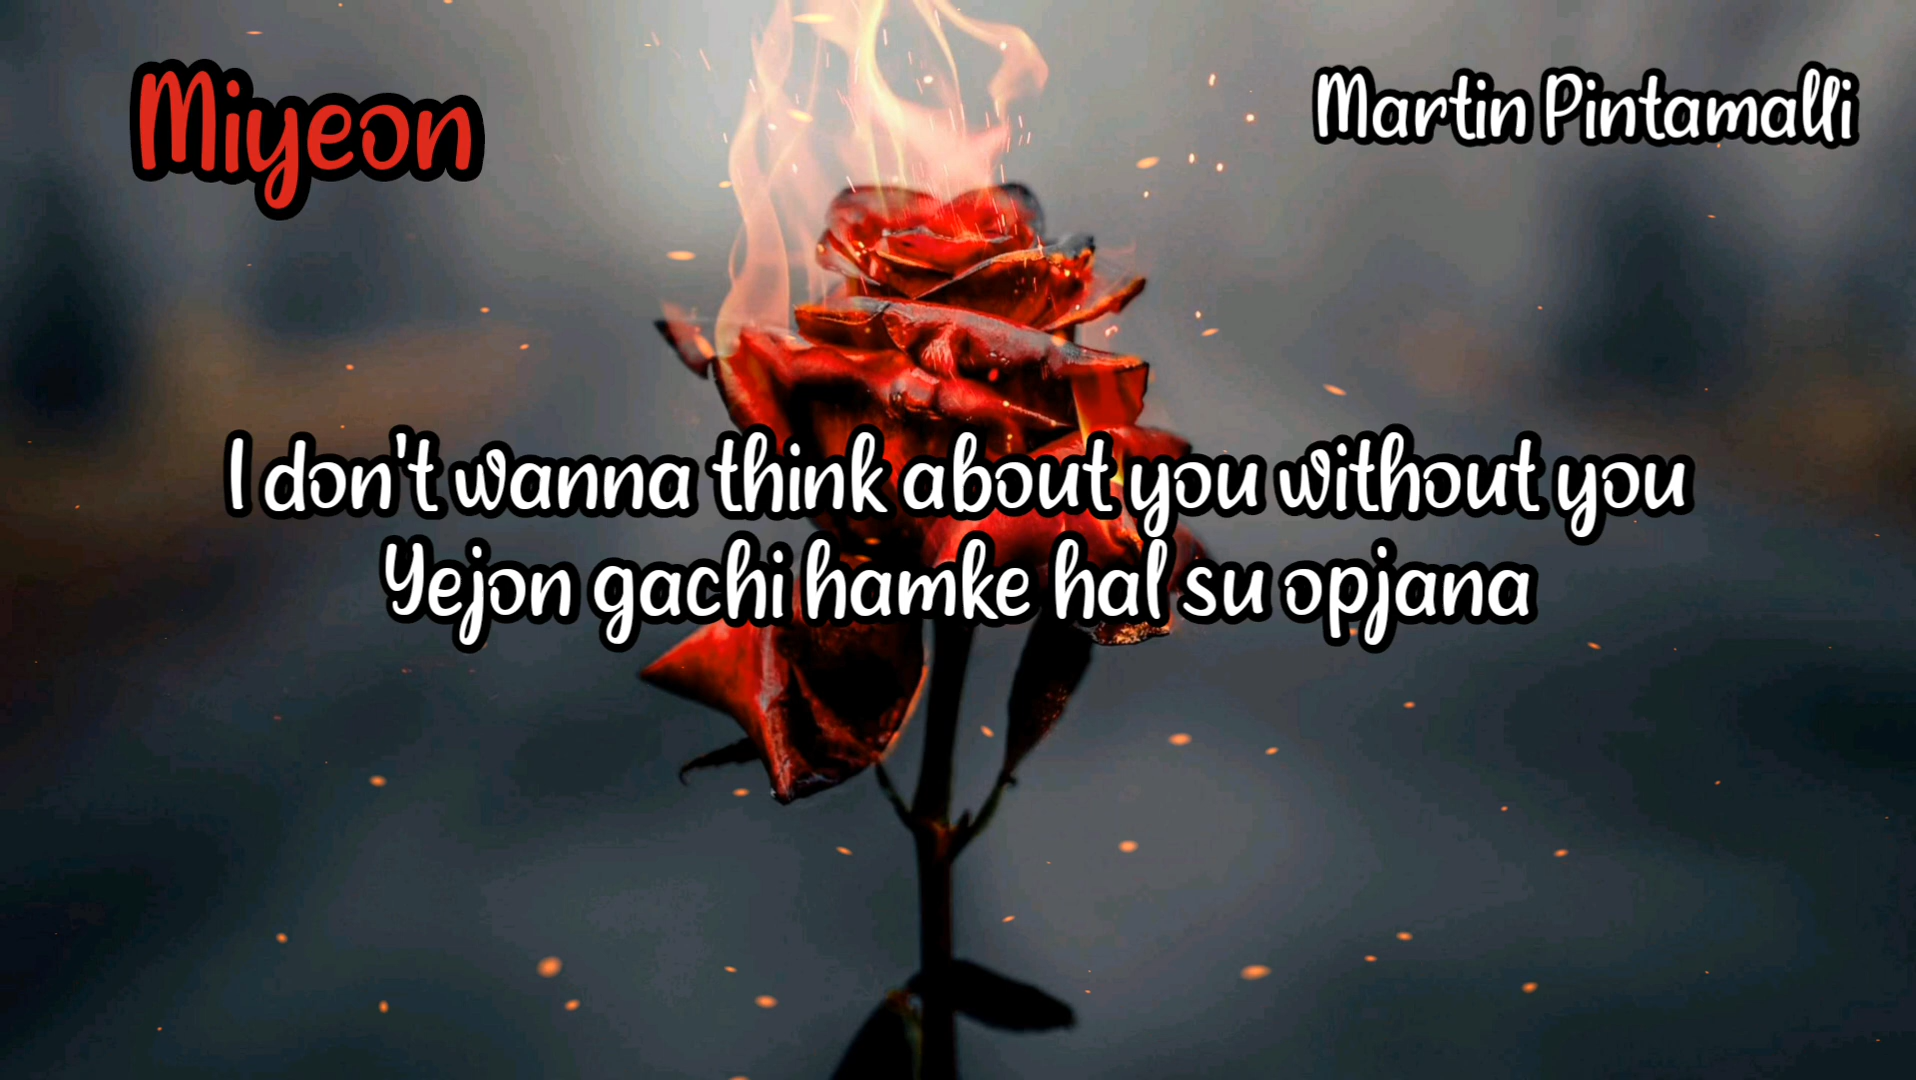 Miyeon
Martin Pintamalli
I don't wanna think about you without you
Yejon gachi hamke hal su opjana